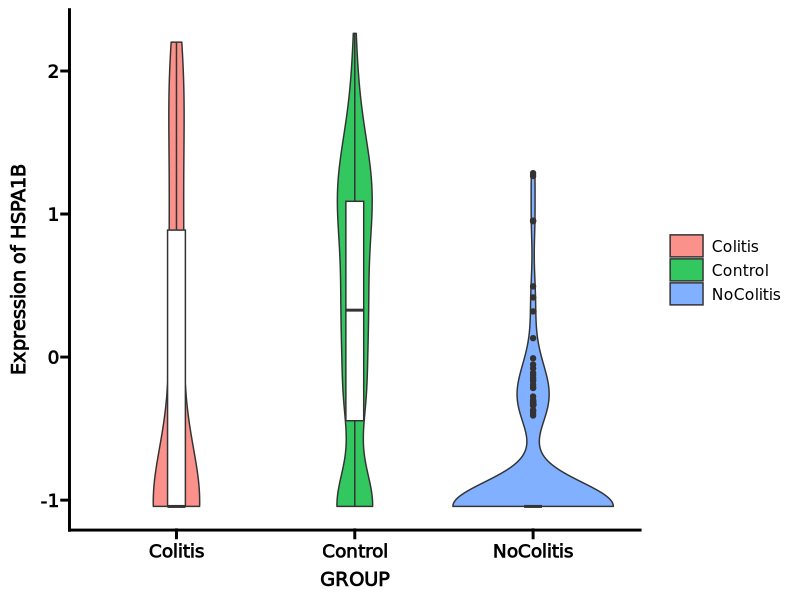 Expression of HSPA1B
2
1
0
-1
Colitis
Control
NoColitis
GROUP
Colitis
Control
NoColitis